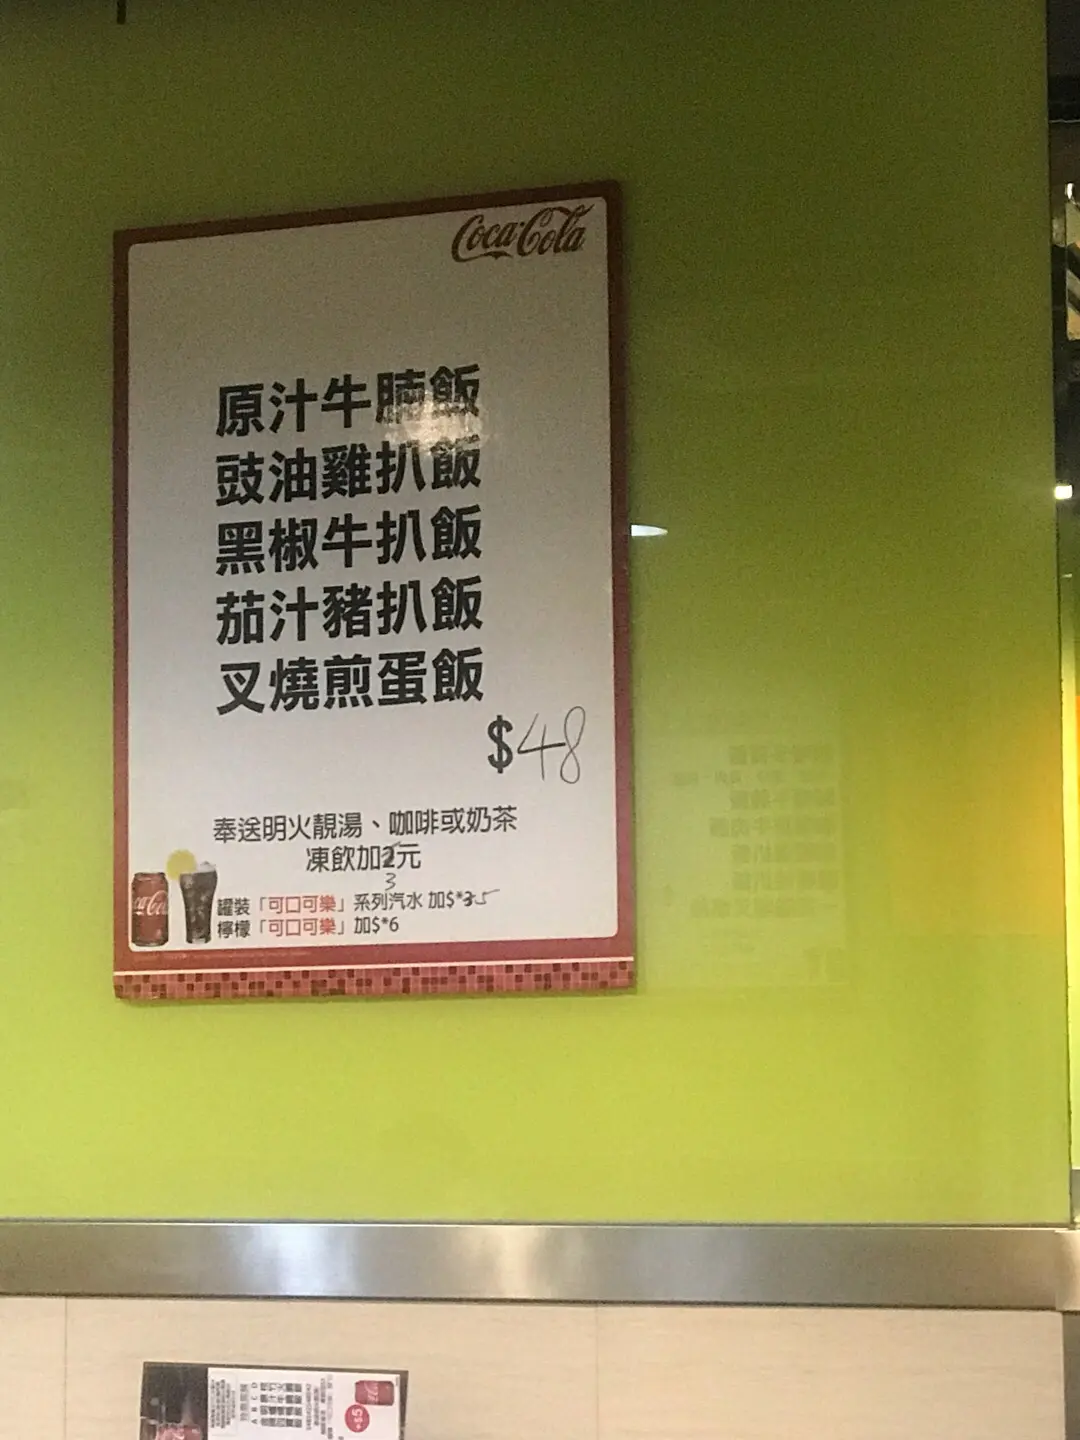 Coca-Cola
原汁牛腩飯
豉油雞扒飯
黑椒牛扒飯
茄汁豬扒飯
叉燒煎蛋飯
$48
奉送明火靚湯、咖啡或奶茶
凍飲加2元
3
罐裝「可口可樂」系列汽水 加$*35
檸檬「可口可樂」加$*6
A B C D
+$5